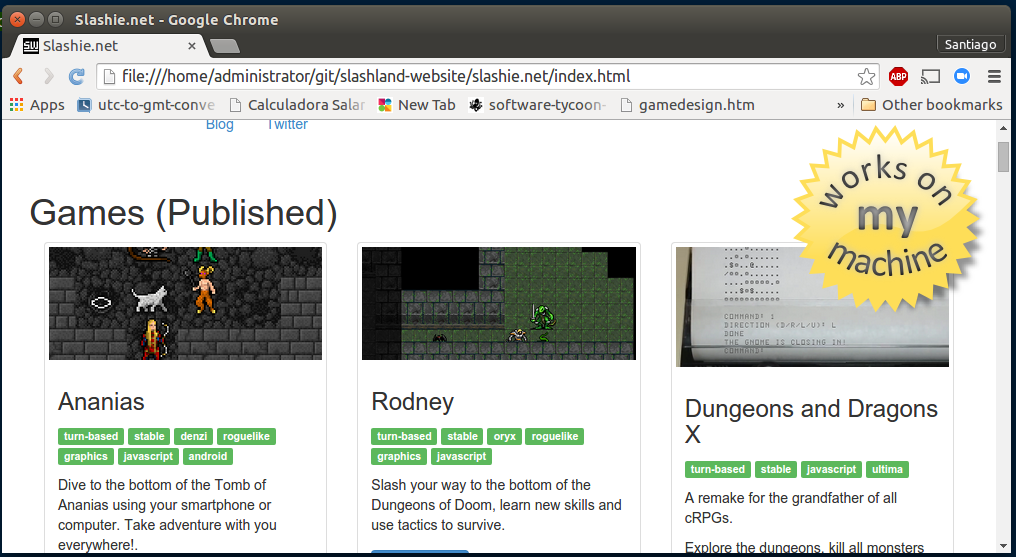 Slashie.net - Google Chrome
Slashie.net
Santiago
file:///home/administrator/git/slashland-website/slashie.net/index.html
ABP
Apps
utc-to-gmt-conve
Calculadora Salar
New Tab
software-tycoon-
gamedesign.htm
»
Other bookmarks
Blog
Twitter
works on
my
machine
Games (Published)
COMMAND? 1
DIRECTION (D/R/L/U)? L
DONE
THE GNOME IS CLOSING IN!
COMMAND?
Ananias
turn-based stable denzi roguelike
graphics javascript android
Dive to the bottom of the Tomb of
Ananias using your smartphone or
computer. Take adventure with you
everywhere!.
Rodney
turn-based stable oryx roguelike
graphics javascript
Slash your way to the bottom of the
Dungeons of Doom, learn new skills and
use tactics to survive.
Dungeons and Dragons
X
turn-based stable javascript ultima
A remake for the grandfather of all
cRPGs.
Explore the dungeons, kill all monsters